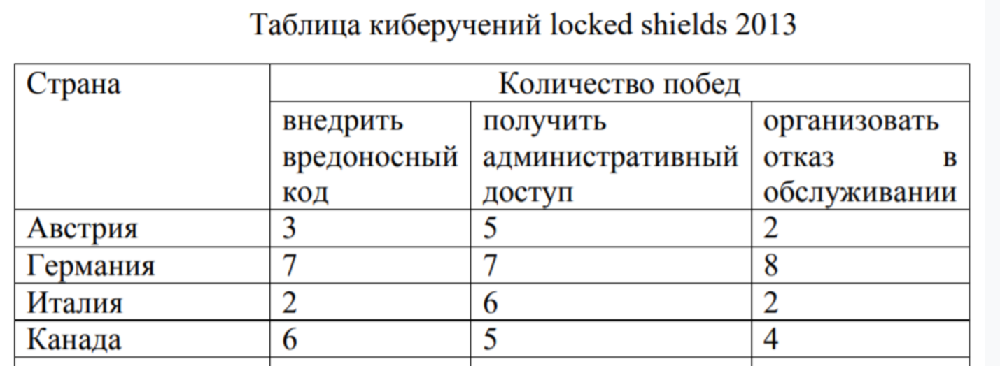 Таблица киберучений locked shields 2013
Страна
Количество побед
внедрить
вредоносный
код
получить
административный
доступ
организовать
отказ в
обслуживании
Австрия 3 5 2
Германия 7 7 8
Италия 2 6 2
Канада 6 5 4